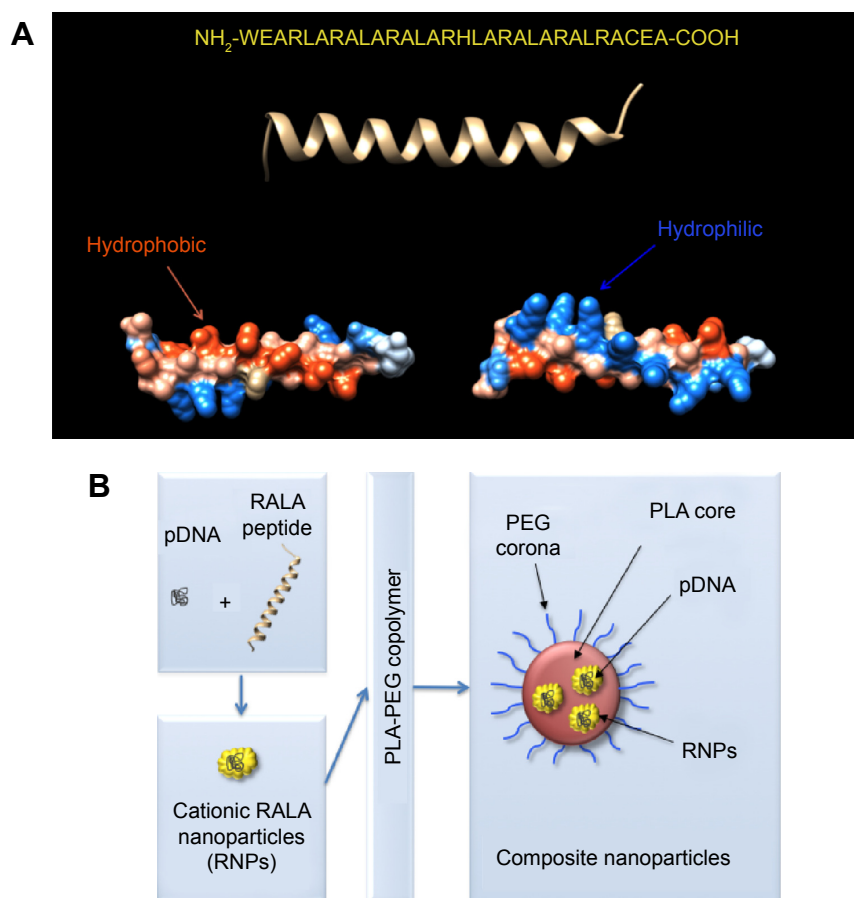 A
NH2-WEARLARALARALARHLARALARALRACEA-COOH
Hydrophobic
Hydrophilic
B
pDNA
+
RALA
peptide
Cationic RALA
nanoparticles
(RNPs)
PLA-PEG copolymer
PEG
corona
PLA core
pDNA
RNPs
Composite nanoparticles